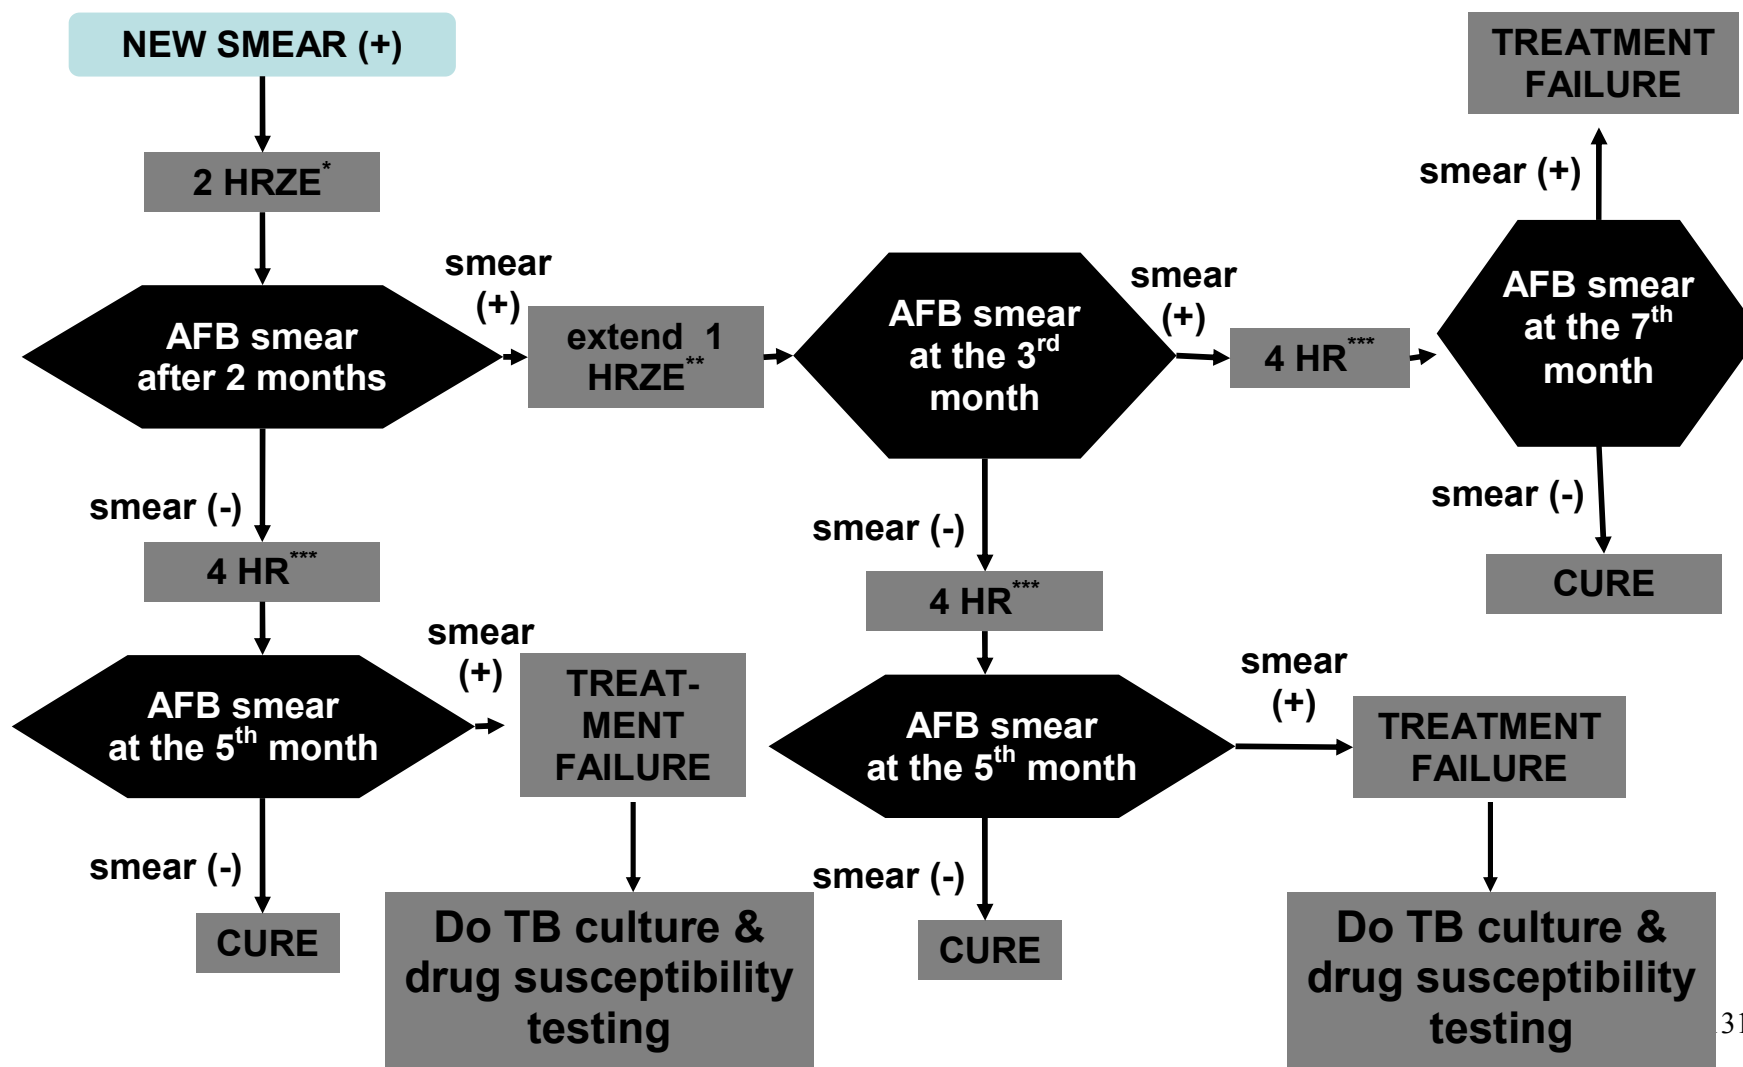 NEW SMEAR (+)
2 HRZE*
AFB smear
after 2 months
smear
(+)
extend 1
HRZE**
AFB smear
at the 3rd
month
smear
(+)
4 HR***
AFB smear
at the 7th
month
smear (+)
TREATMENT
FAILURE
smear (-)
CURE
smear (-)
4 HR***
AFB smear
at the 5th month
smear
(+)
TREAT-
MENT
FAILURE
Do TB culture &
drug susceptibility
testing
smear (-)
CURE
smear (-)
4 HR***
AFB smear
at the 5th month
smear
(+)
TREATMENT
FAILURE
Do TB culture &
drug susceptibility
testing
smear (-)
CURE
31